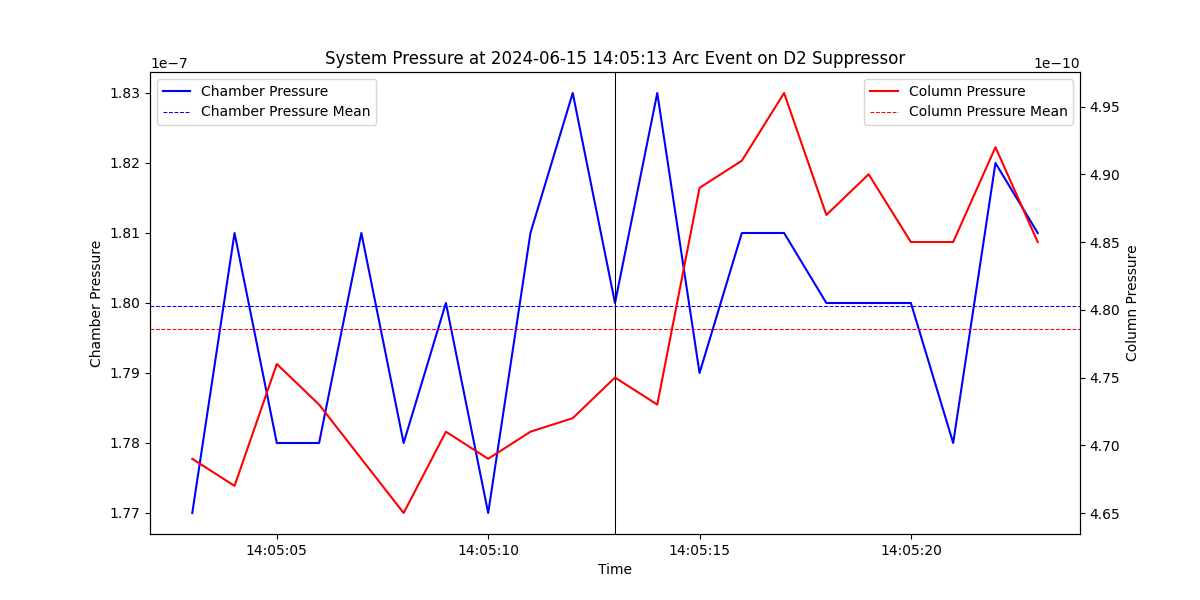 System Pressure at 2024-06-15 14:05:13 Arc Event on D2 Suppressor
1e−7
1e−10
Chamber Pressure
Chamber Pressure Mean
Column Pressure
Column Pressure Mean
1.83
1.82
1.81
1.80
1.79
1.78
1.77
Chamber Pressure
4.95
4.90
4.85
4.80
4.75
4.70
4.65
Column Pressure
14:05:05
14:05:10
14:05:15
14:05:20
Time